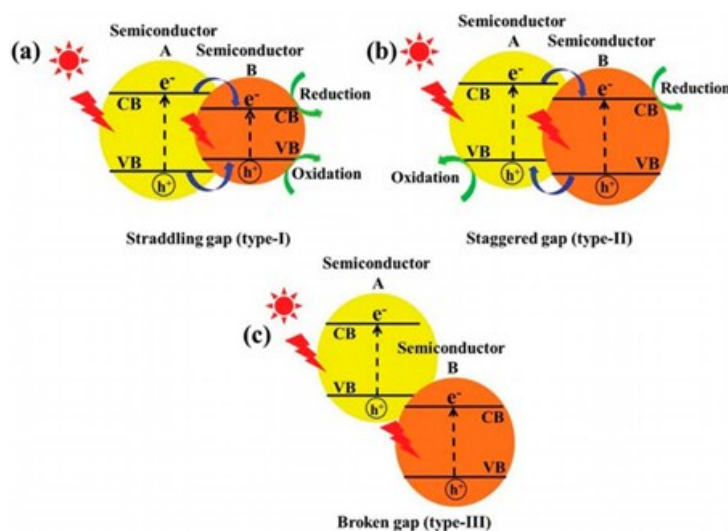 (a)
Semiconductor
A
Semiconductor
B
e⁻
CB
e⁻
CB
Reduction
VB
h⁺
VB
h⁺
Oxidation
Straddling gap (type-I)
(b)
Semiconductor
A
Semiconductor
B
e⁻
CB
e⁻
CB
Reduction
VB
h⁺
VB
h⁺
Oxidation
Staggered gap (type-II)
(c)
Semiconductor
A
e⁻
CB
VB
h⁺
Semiconductor
B
e⁻
CB
VB
h⁺
Broken gap (type-III)